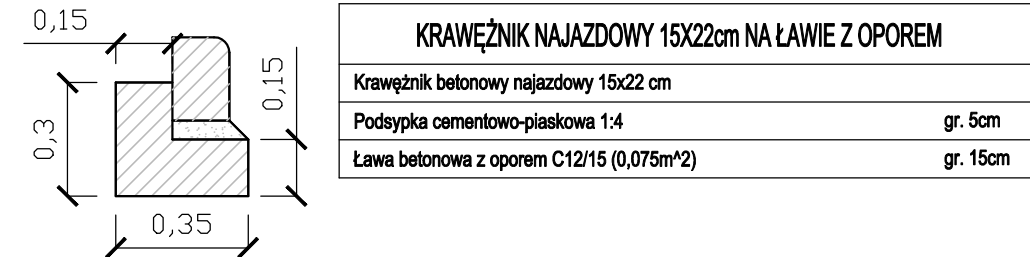 0,15
0,3
0,15
0,35
KRAWĘŻNIK NAJAZDOWY 15X22cm NA ŁAWIE Z OPOREM
Krawężnik betonowy najazdowy 15x22 cm
Podsypka cementowo-piaskowa 1:4 gr. 5cm
Ława betonowa z oporem C12/15 (0,075m^2) gr. 15cm